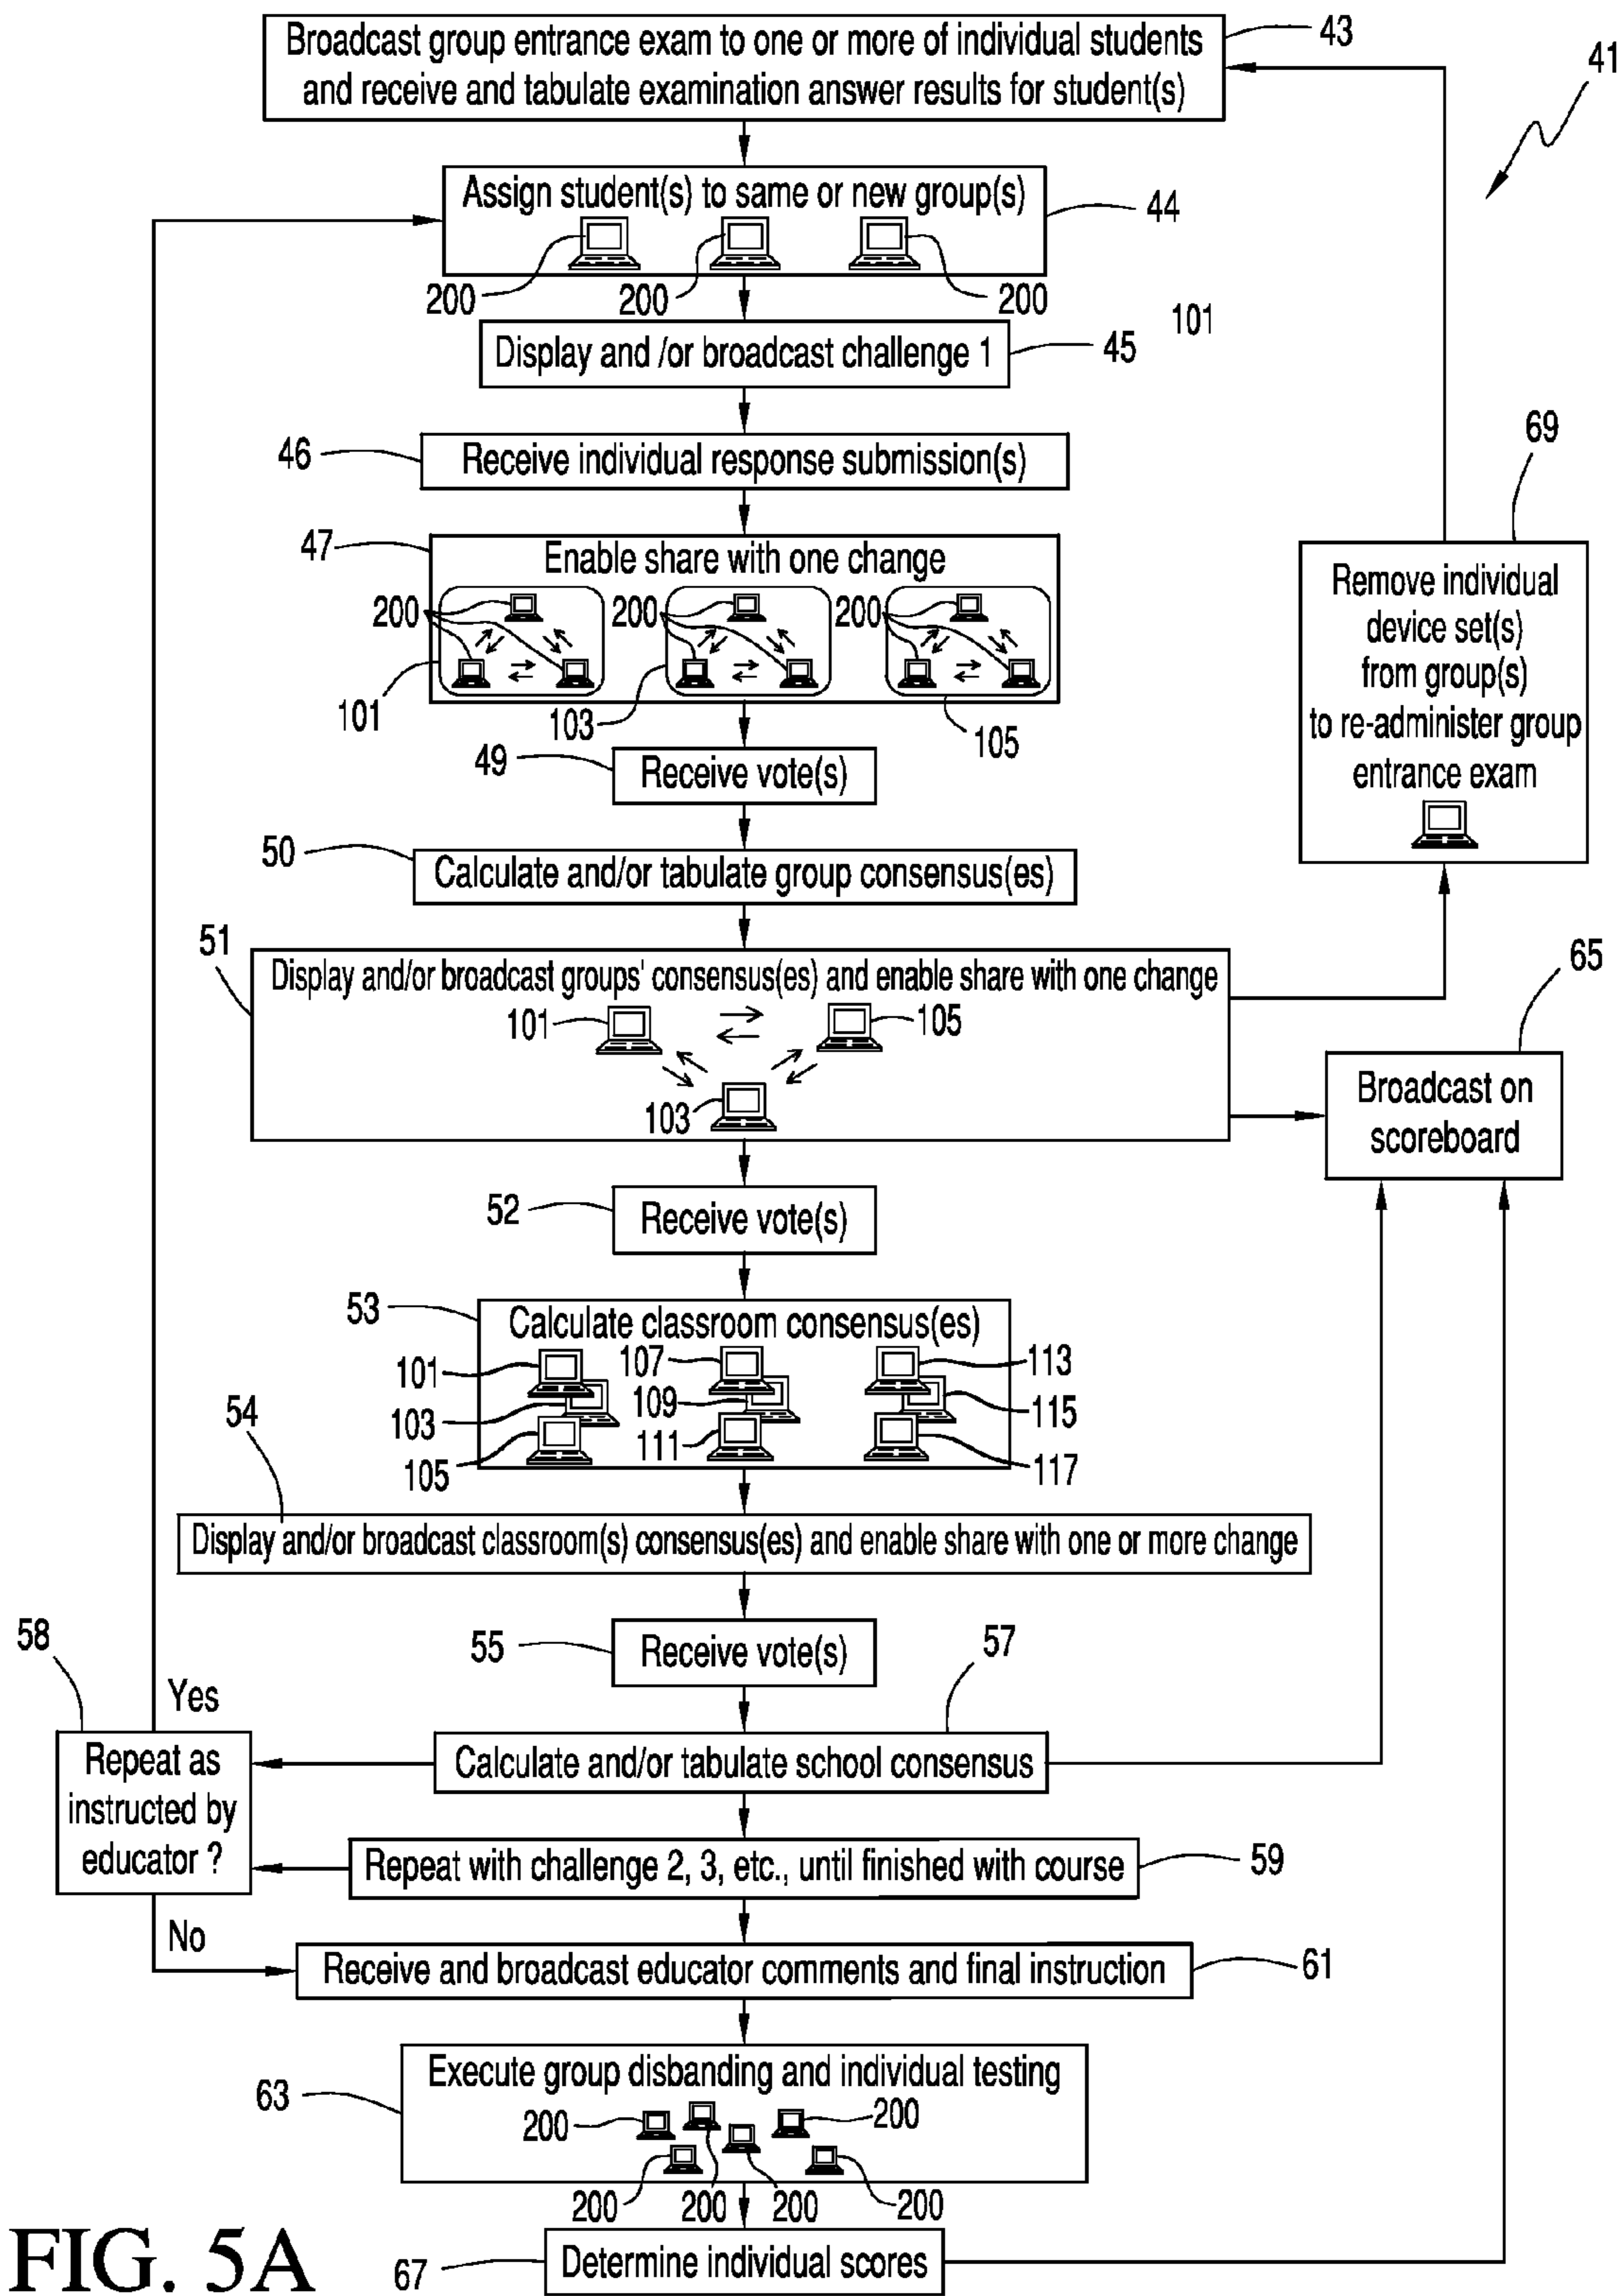 Broadcast group entrance exam to one or more of individual students
and receive and tabulate examination answer results for student(s)
43
41
Assign student(s) to same or new group(s)
44
200
200
200
101
Display and /or broadcast challenge 1
45
46
Receive individual response submission(s)
69
47
Enable share with one change
200
200
200
101
103
105
Remove individual
device set(s)
from group(s)
to re-administer group
entrance exam
49
Receive vote(s)
50
Calculate and/or tabulate group consensus(es)
51
Display and/or broadcast groups' consensus(es) and enable share with one change
101
105
103
65
Broadcast on
scoreboard
52
Receive vote(s)
53
Calculate classroom consensus(es)
101
107
113
103
109
115
105
111
117
54
Display and/or broadcast classroom(s) consensus(es) and enable share with one or more change
55
Receive vote(s)
57
58
Yes
Repeat as
instructed by
educator ?
Calculate and/or tabulate school consensus
Repeat with challenge 2, 3, etc., until finished with course
59
No
Receive and broadcast educator comments and final instruction
61
Execute group disbanding and individual testing
63
200
200
200
200
200
200
67
Determine individual scores
FIG. 5A